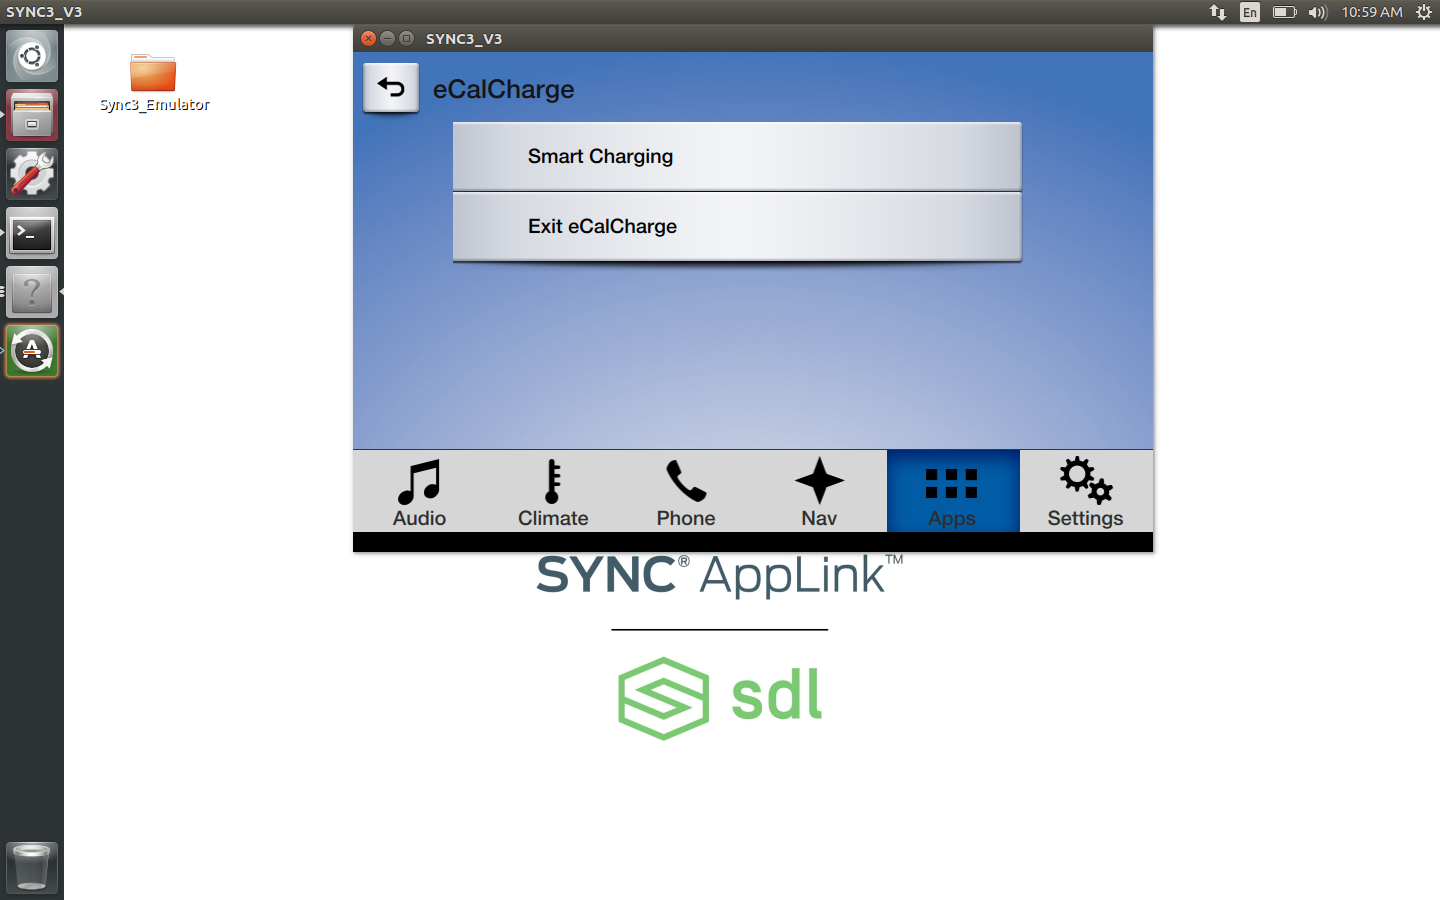 SYNC3_V3
En
10:59 AM
Sync3_Emulator
SYNC3_V3
eCalCharge
Smart Charging
Exit eCalCharge
Audio
Climate
Phone
Nav
Apps
Settings
SYNC® AppLink™
sdl